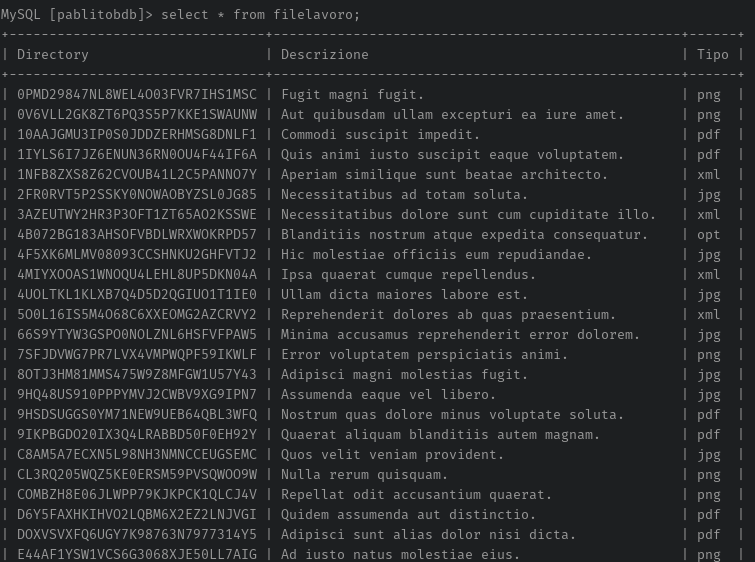 MySQL [pablitobdb]> select * from filelavoro;
+--------------------------------+---------------------------------------------------+------+
| Directory | Descrizione | Tipo |
+--------------------------------+---------------------------------------------------+------+
| 0PMD29847NL8WEL4O03FVR7IHS1MSC | Fugit magni fugit. | png |
| 0V6VLL2GK8ZT6PQ3S5P7KKE1SWAUNW | Aut quibusdam ullam excepturi ea iure amet. | png |
| 10AAJGMU3IP0S0JDDZERHMSG8DNLF1 | Commodi suscipit impedit. | pdf |
| 1IYLS6I7JZ6ENUN36RN0OU4F44IF6A | Quis animi iusto suscipit eaque voluptatem. | pdf |
| 1NFB8ZXS8Z62CVOUB41L2C5PANNO7Y | Aperiam similique sunt beatae architecto. | xml |
| 2FR0RVT5P2SSKY0NOWAOBYZSL0JG85 | Necessitatibus ad totam soluta. | jpg |
| 3AZEUTWY2HR3P3OFT1ZT65AO2KSSWE | Necessitatibus dolore sunt cum cupiditate illo. | xml |
| 4B072BG183AHSOFVBDLWRXWOKRPD57 | Blanditiis nostrum atque expedita consequatur. | opt |
| 4F5XK6MLMV08093CCSHNKU2GHFVTJ2 | Hic molestiae officiis eum repudiandae. | jpg |
| 4MIYXOOAS1WNOQU4LEHL8UP5DKN04A | Ipsa quaerat cumque repellendus. | xml |
| 4UOLTKL1KLXB7Q4D5D2QGIUO1T1IE0 | Ullam dicta maiores labore est. | jpg |
| 5O0L16IS5M4O68C6XXEOMG2AZCRVY2 | Reprehenderit dolores ab quas praesentium. | xml |
| 66S9YTYW3GSPO0NOLZNL6HSFVFPAW5 | Minima accusamus reprehenderit error dolorem. | jpg |
| 7SFJDVWG7PR7LVX4VMPWQPF59IKWLF | Error voluptatem perspiciatis animi. | png |
| 8OTJ3HM81MMS475W9Z8MFGW1U57Y43 | Adipisci magni molestias fugit. | jpg |
| 9HQ48US910PPPYMVJ2CWBV9XG9IPN7 | Assumenda eaque vel libero. | jpg |
| 9HSDSUGGS0YM71NEW9UEB64QBL3WFQ | Nostrum quas dolore minus voluptate soluta. | pdf |
| 9IKPBGDO20IX3Q4LRABBD50F0EH92Y | Quaerat aliquam blanditiis autem magnam. | pdf |
| C8AM5A7ECXN5L98NH3NMNCCEUGSEMC | Quos velit veniam provident. | jpg |
| CL3RQ205WQZ5KE0ERSM59PVSQWOO9W | Nulla rerum quisquam. | png |
| COMBZH8E06JLWPP79KJKPCK1QLCJ4V | Repellat odit accusantium quaerat. | png |
| D6Y5FAXHKIHVO2LQBM6X2EZ2LNJVGI | Quidem assumenda aut distinctio. | pdf |
| DOXVSVXFQ6UGY7K98763N7977314Y5 | Adipisci sunt alias dolor nisi dicta. | pdf |
| E44AF1YSW1VCS6G3068XJE50LL7AIG | Ad iusto natus molestiae eius. | png |